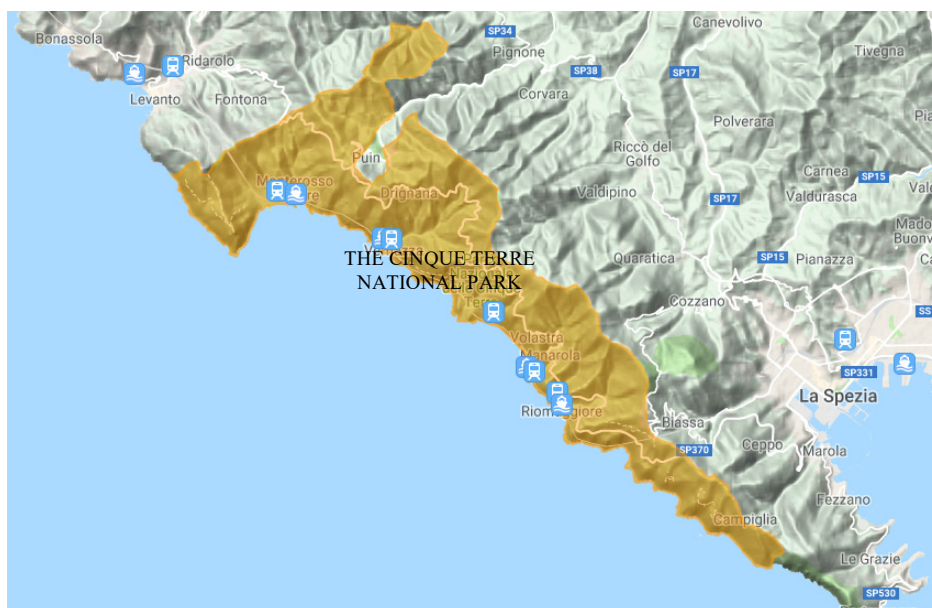 Canevolivo
Bonassola
SP34
Pignone
Tivegna
Ridarolo
SP38
SP17
Levanto
Fontona
Corvara
Polverara
Riccò del
Golfo
Puin
Carnea
SP15
Drignana
Valdipino
Valdurasca
SP17
Monterosso
THE CINQUE TERRE
NATIONAL PARK
Quaratica
SP15
Pianazza
Cozzano
SS
Volastra
Manarola
SP331
La Spezia
Riomaggiore
Biassa
Ceppo
SP370
Marola
Fezzano
Campiglia
Le Grazie
SP530